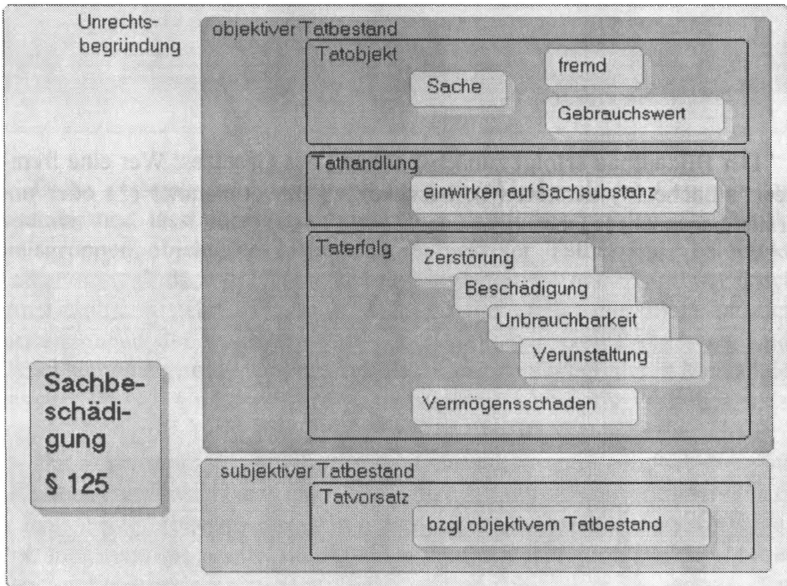 Unrechts-
begründung
objektiver Tatbestand
Tatobjekt
Sache
fremd
Gebrauchswert
Tathandlung
einwirken auf Sachsubstanz
Taterfolg
Zerstörung
Beschädigung
Unbrauchbarkeit
Verunstaltung
Vermögensschaden
Sachbe-
schädi-
gung
§ 125
subjektiver Tatbestand
Tatvorsatz
bzgl objektivem Tatbestand